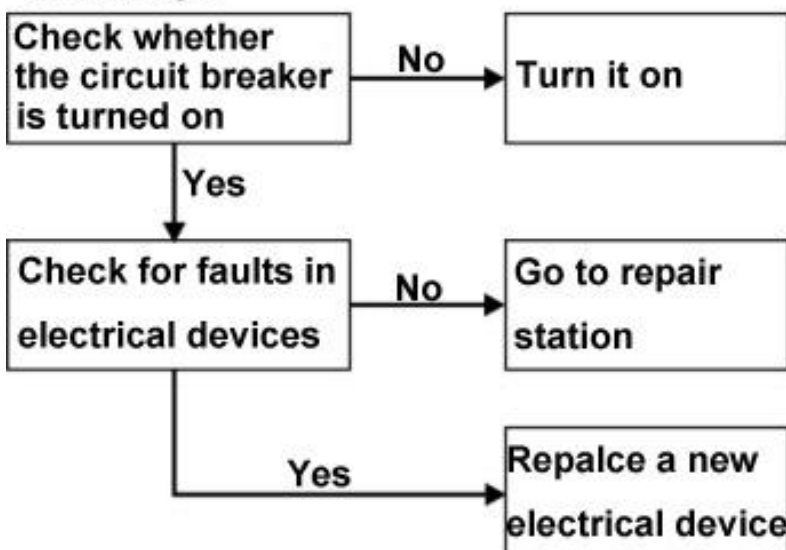 Check whether
the circuit breaker
is turned on
No
Turn it on
Yes
Check for faults in
electrical devices
No
Go to repair
station
Yes
Repalce a new
electrical device